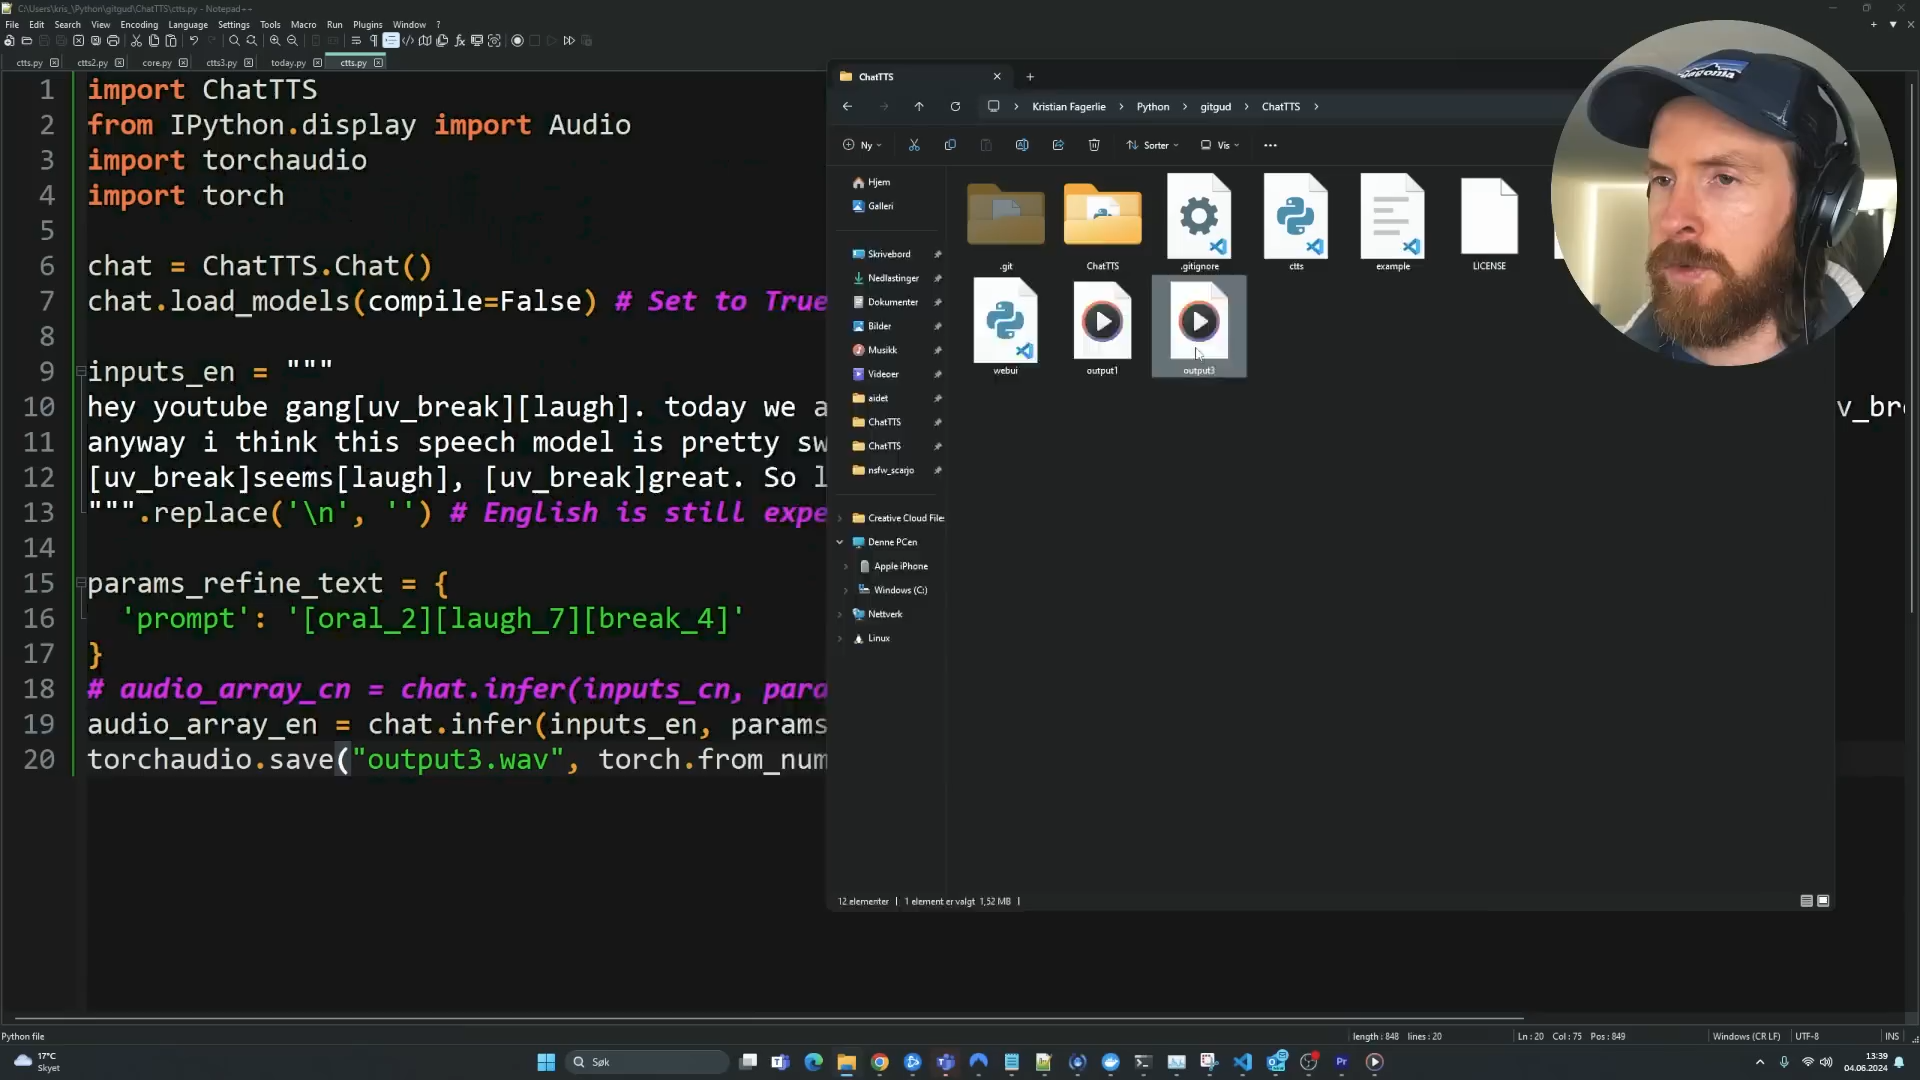 C:\Users\kris_\Python\gitgud\ChatTTS\ctts.py - Notepad++
File Edit Search View Encoding Language Settings Tools Macro Run Plugins Window ?
ctts.py ctts2.py core.py ctts3.py today.py ctts.py
1 import ChatTTS
2 from IPython.display import Audio
3 import torchaudio
4 import torch
5
6 chat = ChatTTS.Chat()
7 chat.load_models(compile=False) # Set to True
8
9 inputs_en = """
10 hey youtube gang[uv_break][laugh]. today we a
v_bre
11 anyway i think this speech model is pretty sw
12 [uv_break]seems[laugh], [uv_break]great. So l
13 """.replace('\n', '') # English is still expe
14
15 params_refine_text = {
16 'prompt': '[oral_2][laugh_7][break_4]'
17 }
18 # audio_array_cn = chat.infer(inputs_cn, para
19 audio_array_en = chat.infer(inputs_en, params
20 torchaudio.save("output3.wav", torch.from_num
ChatTTS
Kristian Fagerlie > Python > gitgud > ChatTTS >
Ny Sorter Vis
Hjem
Galleri
Skrivebord
Nedlastinger
Dokumenter
Bilder
Musikk
Videoer
aidet
ChatTTS
ChatTTS
nsfw_scarjo
Creative Cloud File
Denne PCen
Apple iPhone
Windows (C:)
Nettverk
Linux
.git ChatTTS .gitignore ctts example LICENSE
webui output1 output3
12 elementer | 1 element er valgt 1,52 MB |
patagonia
Python file length : 848 lines : 20 Ln : 20 Col : 75 Pos : 849 Windows (CR LF) UTF-8 INS
17°C
Skyet
Søk
13:39
04.06.2024